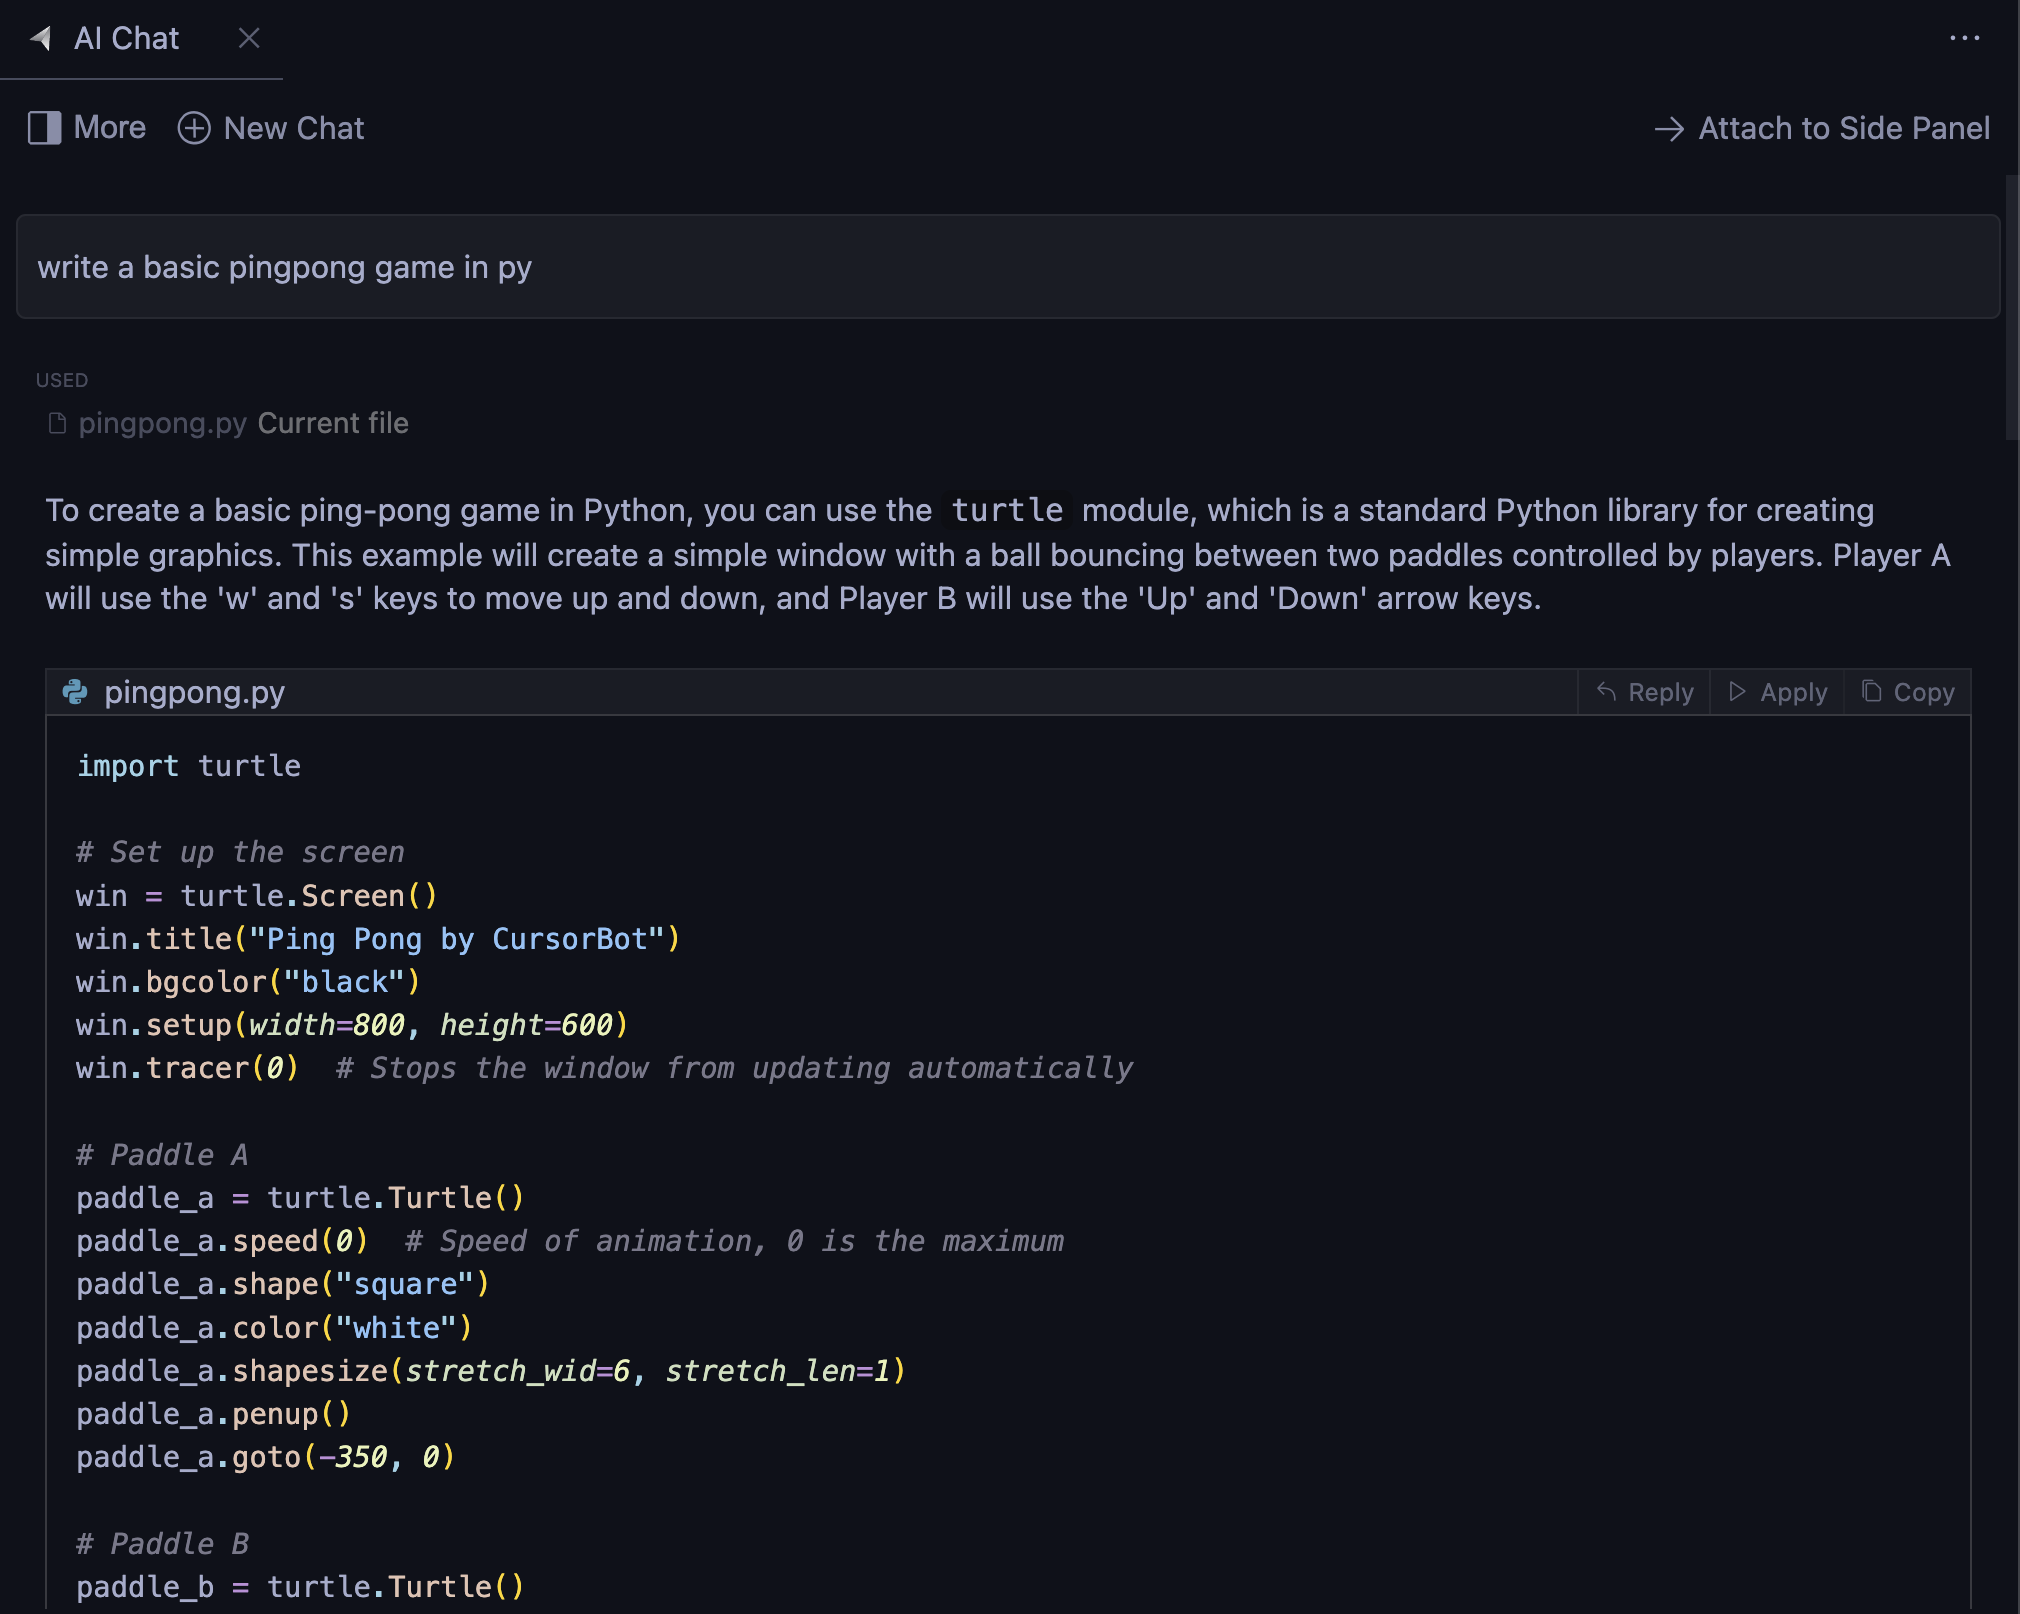 AI Chat
More New Chat Attach to Side Panel
write a basic pingpong game in py
USED
pingpong.py Current file
To create a basic ping-pong game in Python, you can use the turtle module, which is a standard Python library for creating
simple graphics. This example will create a simple window with a ball bouncing between two paddles controlled by players. Player A
will use the 'w' and 's' keys to move up and down, and Player B will use the 'Up' and 'Down' arrow keys.
pingpong.py Reply Apply Copy
import turtle
# Set up the screen
win = turtle.Screen()
win.title("Ping Pong by CursorBot")
win.bgcolor("black")
win.setup(width=800, height=600)
win.tracer(0)  # Stops the window from updating automatically
# Paddle A
paddle_a = turtle.Turtle()
paddle_a.speed(0)  # Speed of animation, 0 is the maximum
paddle_a.shape("square")
paddle_a.color("white")
paddle_a.shapesize(stretch_wid=6, stretch_len=1)
paddle_a.penup()
paddle_a.goto(-350, 0)
# Paddle B
paddle_b = turtle.Turtle()